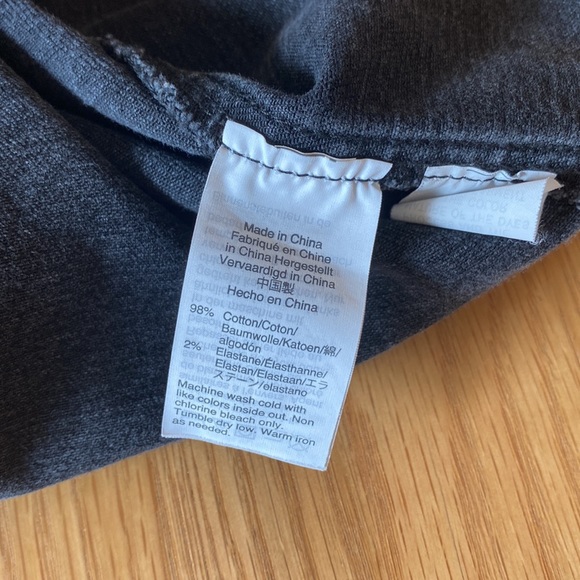 Made in China
Fabriqué en Chine
in China Hergestellt
Vervaardigd in China
中国製
Hecho en China
98% Cotton/Coton/
Baumwolle/Katoen/綿/
algodón
2% Elastane/Élasthanne/
Elastan/Elastaan/エラ
ステーン/elastano
Machine wash cold with
like colors inside out. Non
chlorine bleach only.
Tumble dry low. Warm iron
as needed.